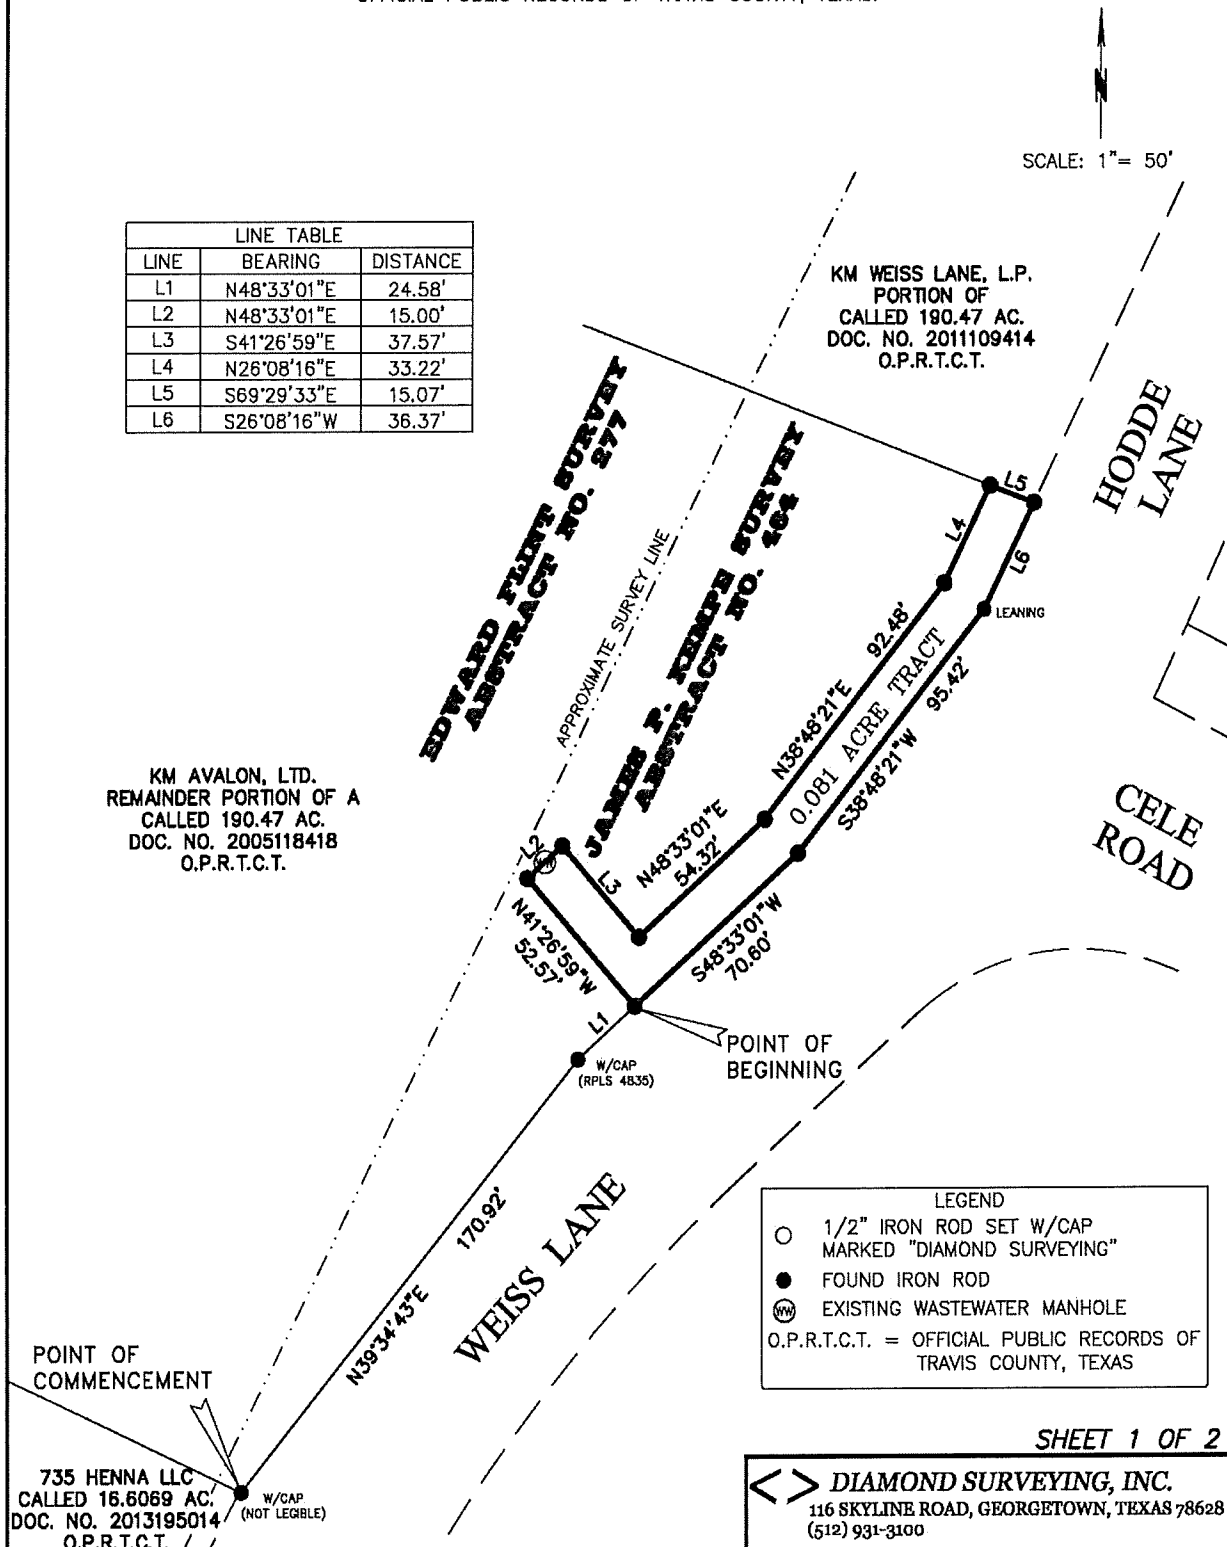 SCALE: 1"= 50'
LINE TABLE
LINE BEARING DISTANCE
L1 N48°33'01"E 24.58'
L2 N48°33'01"E 15.00'
L3 S41°26'59"E 37.57'
L4 N26°08'16"E 33.22'
L5 S69°29'33"E 15.07'
L6 S26°08'16"W 36.37'
KM WEISS LANE, L.P.
PORTION OF
CALLED 190.47 AC.
DOC. NO. 2011109414
O.P.R.T.C.T.
N
HODDE
LANE
EDWARD FLINT SURVEY
ABSTRACT NO. 277
APPROXIMATE SURVEY LINE
JAMES P. KEMPE SURVEY
ABSTRACT NO. 464
L5
L4
L6
LEANING
92.48'
N38°48'21"E
0.081 ACRE TRACT
95.42'
S38°48'21"W
CELE
ROAD
KM AVALON, LTD.
REMAINDER PORTION OF A
CALLED 190.47 AC.
DOC. NO. 2005118418
O.P.R.T.C.T.
L2
WW
L3
N48°33'01"E
54.32'
N41°26'59"W
52.57'
S48°33'01"W
70.60'
L1
POINT OF
BEGINNING
W/CAP
(RPLS 4835)
170.92'
N39°34'43"E
WEISS LANE
LEGEND
1/2" IRON ROD SET W/CAP
MARKED "DIAMOND SURVEYING"
FOUND IRON ROD
WW EXISTING WASTEWATER MANHOLE
O.P.R.T.C.T. = OFFICIAL PUBLIC RECORDS OF
TRAVIS COUNTY, TEXAS
POINT OF
COMMENCEMENT
735 HENNA LLC
CALLED 16.6069 AC.
DOC. NO. 2013195014
O.P.R.T.C.T.
W/CAP
(NOT LEGIBLE)
SHEET 1 OF 2
DIAMOND SURVEYING, INC.
116 SKYLINE ROAD, GEORGETOWN, TEXAS 78628
(512) 931-3100